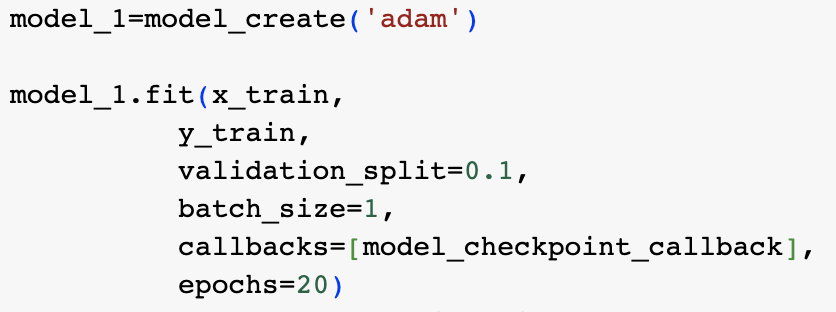 model_1=model_create('adam')
model_1.fit(x_train,
y_train,
validation_split=0.1,
batch_size=1,
callbacks=[model_checkpoint_callback],
epochs=20)